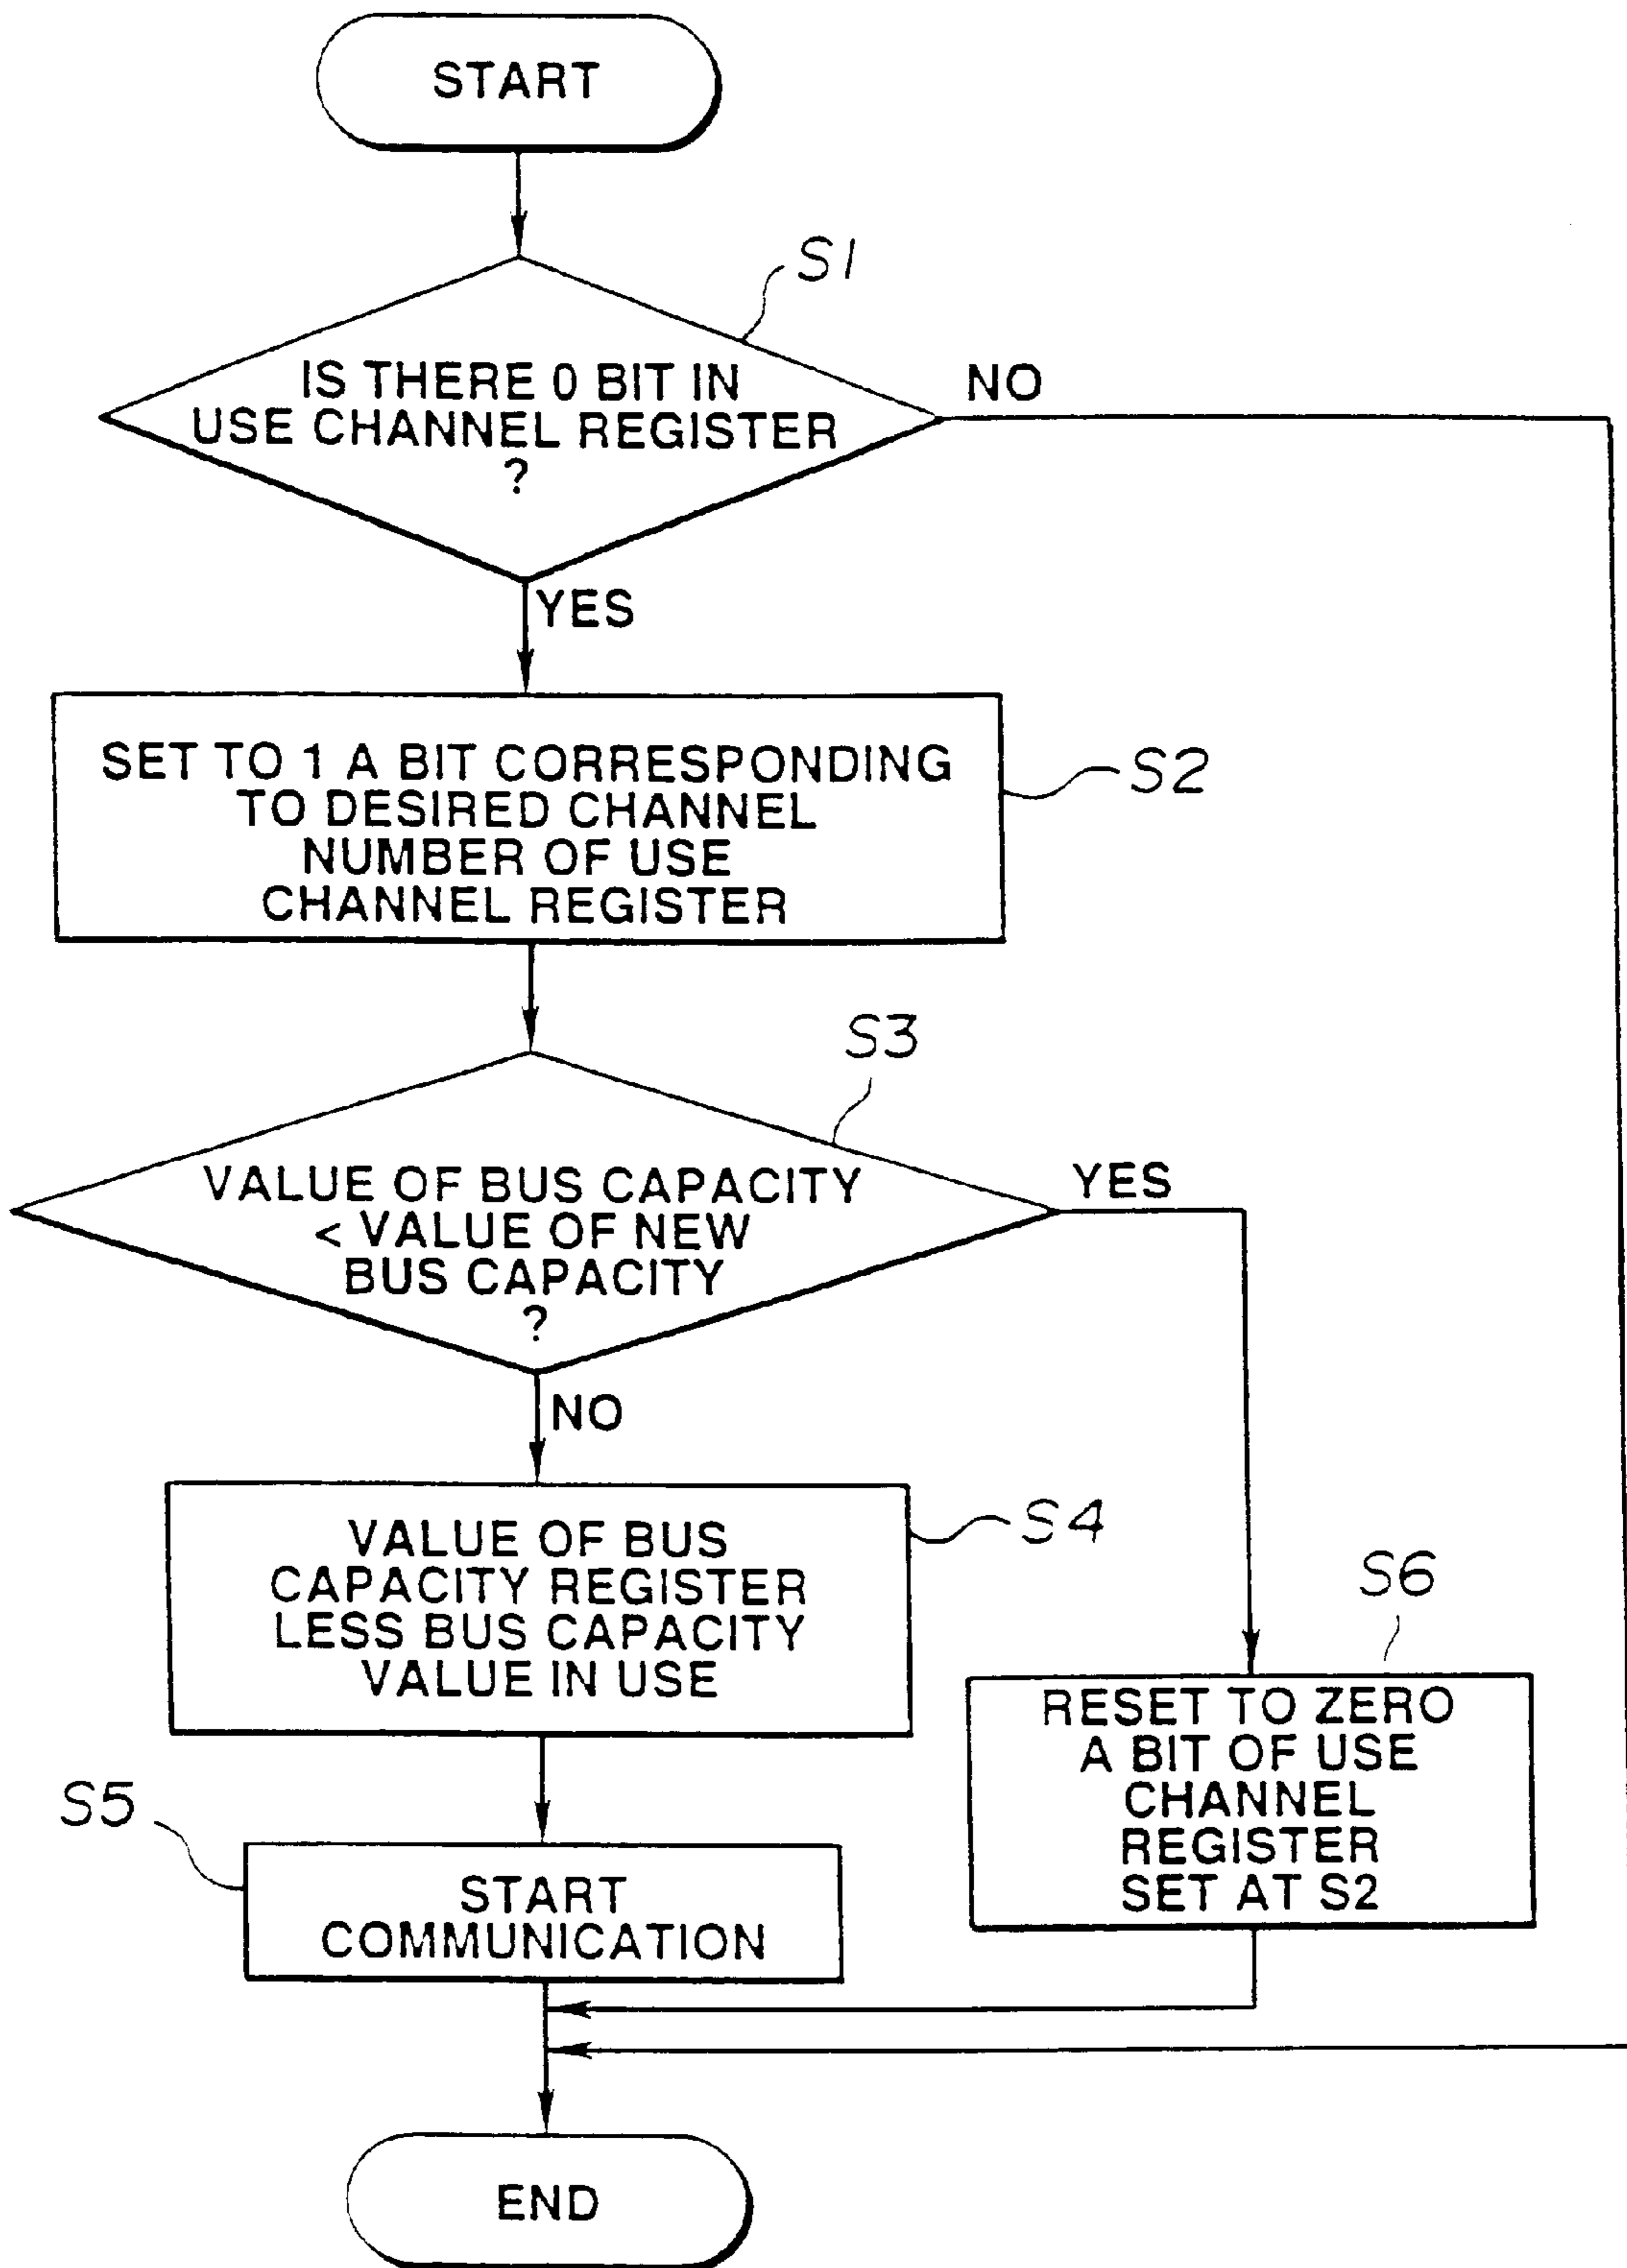 START
S1
IS THERE 0 BIT IN
USE CHANNEL REGISTER
?
NO
YES
SET TO 1 A BIT CORRESPONDING
TO DESIRED CHANNEL
NUMBER OF USE
CHANNEL REGISTER
S2
S3
VALUE OF BUS CAPACITY
< VALUE OF NEW
BUS CAPACITY
?
YES
NO
VALUE OF BUS
CAPACITY REGISTER
LESS BUS CAPACITY
VALUE IN USE
S4
S6
RESET TO ZERO
A BIT OF USE
CHANNEL
REGISTER
SET AT S2
S5
START
COMMUNICATION
END